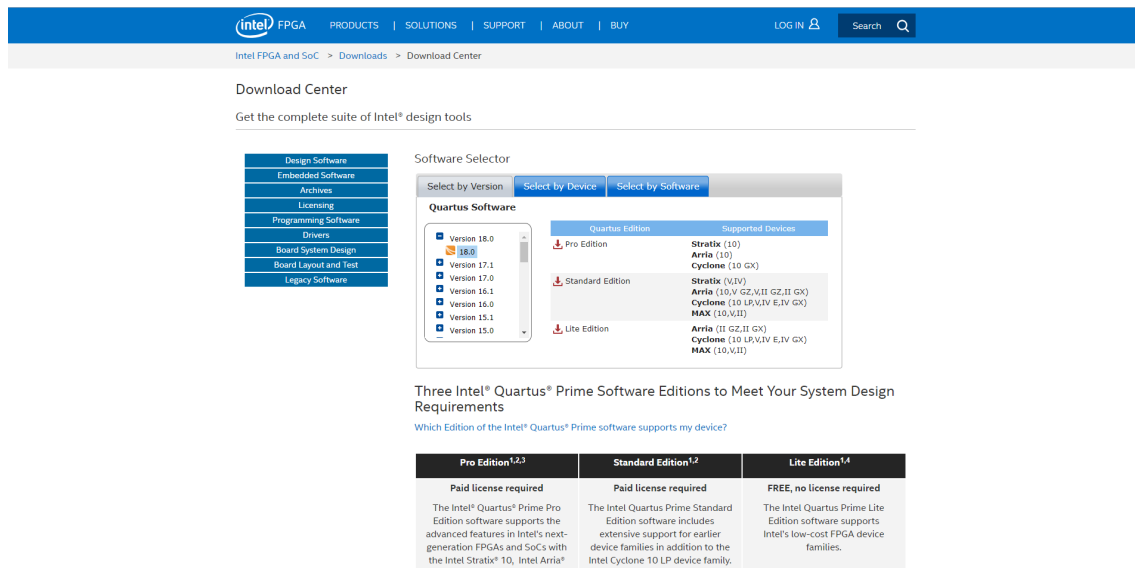 intel FPGA PRODUCTS | SOLUTIONS | SUPPORT | ABOUT | BUY LOG IN Search
Intel FPGA and SoC > Downloads > Download Center
Download Center
Get the complete suite of Intel® design tools
Design Software
Embedded Software
Archives
Licensing
Programming Software
Drivers
Board System Design
Board Layout and Test
Legacy Software
Software Selector
Select by Version Select by Device Select by Software
Quartus Software
Version 18.0
18.0
Version 17.1
Version 17.0
Version 16.1
Version 16.0
Version 15.1
Version 15.0
Quartus Edition Supported Devices
Pro Edition Stratix (10)
Arria (10)
Cyclone (10 GX)
Standard Edition Stratix (V,IV)
Arria (10,V GZ,V,II GZ,II GX)
Cyclone (10 LP,V,IV E,IV GX)
MAX (10,V,II)
Lite Edition Arria (II GZ,II GX)
Cyclone (10 LP,V,IV E,IV GX)
MAX (10,V,II)
Three Intel® Quartus® Prime Software Editions to Meet Your System Design
Requirements
Which Edition of the Intel® Quartus® Prime software supports my device?
Pro Edition1,2,3
Paid license required
The Intel® Quartus® Prime Pro
Edition software supports the
advanced features in Intel's next-
generation FPGAs and SoCs with
the Intel Stratix® 10, Intel Arria®
Standard Edition1,2
Paid license required
The Intel Quartus Prime Standard
Edition software includes
extensive support for earlier
device families in addition to the
Intel Cyclone 10 LP device family.
Lite Edition1,4
FREE, no license required
The Intel Quartus Prime Lite
Edition software supports
Intel's low-cost FPGA device
families.